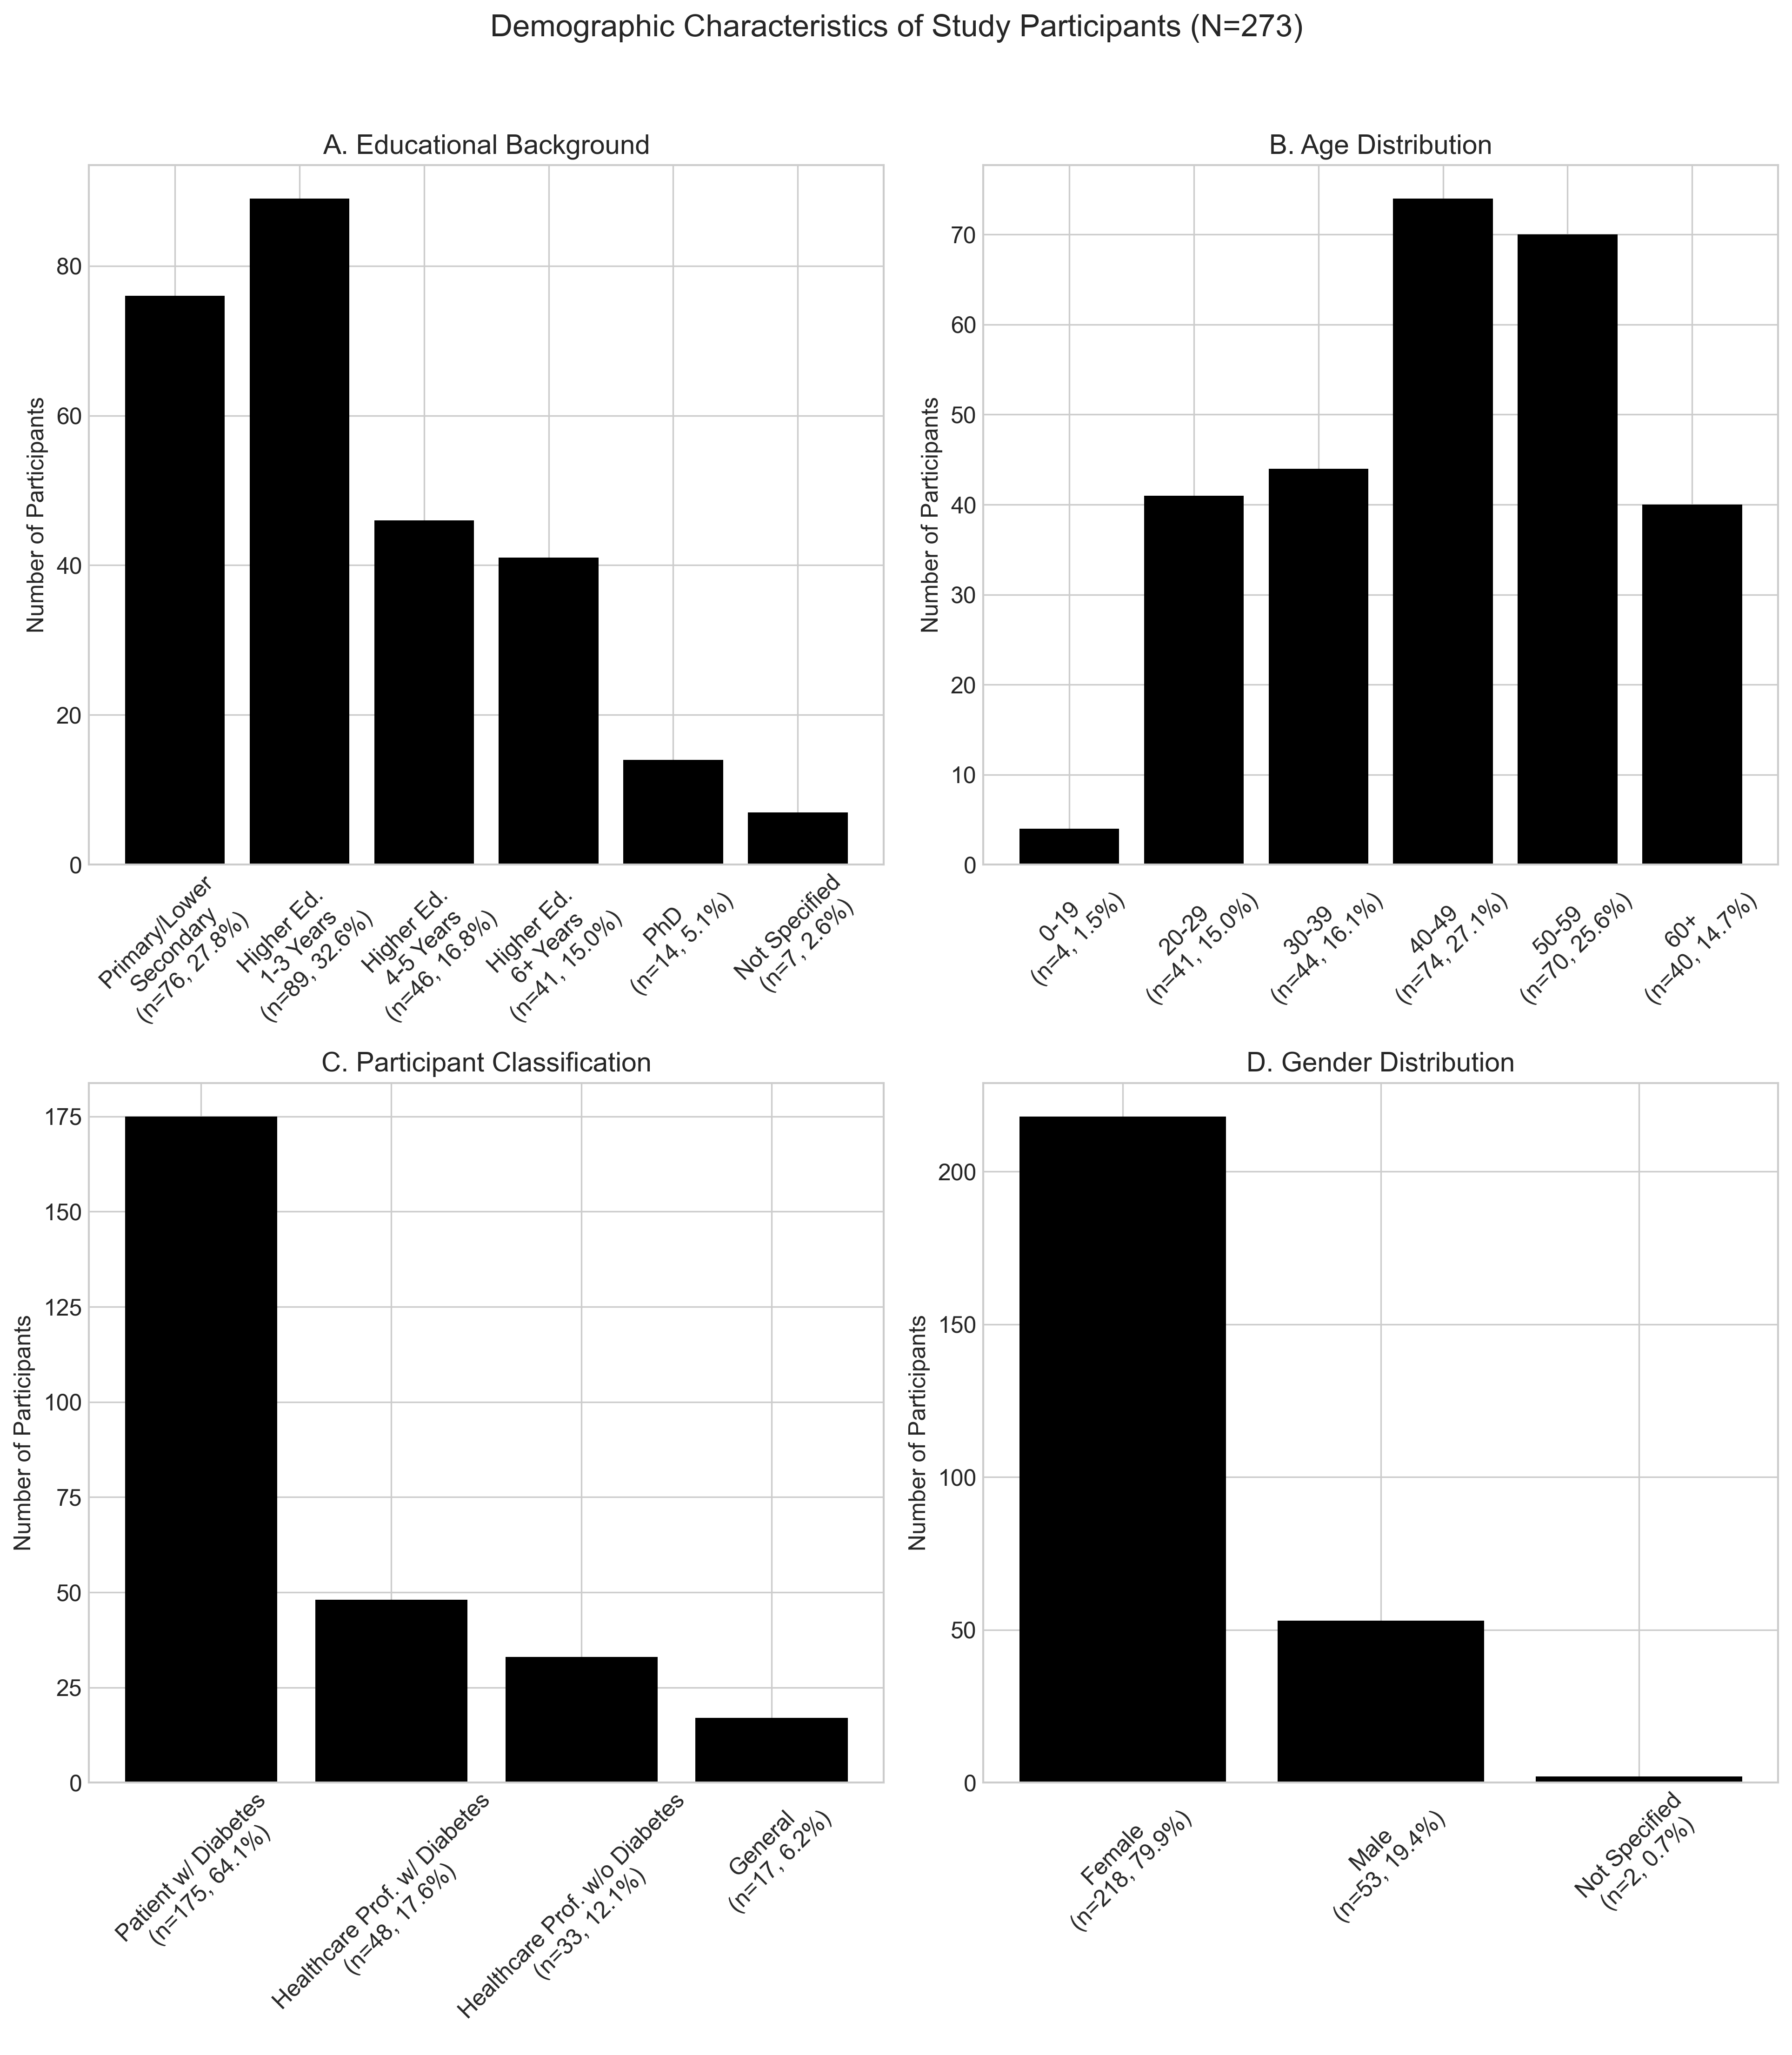 Demographic Characteristics of Study Participants (N=273)
A. Educational Background
Number of Participants
80
60
40
20
0
Primary/Lower
Secondary
(n=76, 27.8%)
Higher Ed.
1-3 Years
(n=89, 32.6%)
Higher Ed.
4-5 Years
(n=46, 16.8%)
Higher Ed.
6+ Years
(n=41, 15.0%)
PhD
(n=14, 5.1%)
Not Specified
(n=7, 2.6%)
B. Age Distribution
Number of Participants
70
60
50
40
30
20
10
0
0-19
(n=4, 1.5%)
20-29
(n=41, 15.0%)
30-39
(n=44, 16.1%)
40-49
(n=74, 27.1%)
50-59
(n=70, 25.6%)
60+
(n=40, 14.7%)
C. Participant Classification
Number of Participants
175
150
125
100
75
50
25
0
Patient w/ Diabetes
(n=175, 64.1%)
Healthcare Prof. w/ Diabetes
(n=48, 17.6%)
Healthcare Prof. w/o Diabetes
(n=33, 12.1%)
General
(n=17, 6.2%)
D. Gender Distribution
Number of Participants
200
150
100
50
0
Female
(n=218, 79.9%)
Male
(n=53, 19.4%)
Not Specified
(n=2, 0.7%)